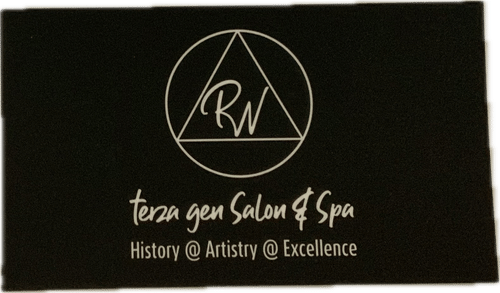 RN
terza gen Salon & Spa
History @ Artistry @ Excellence